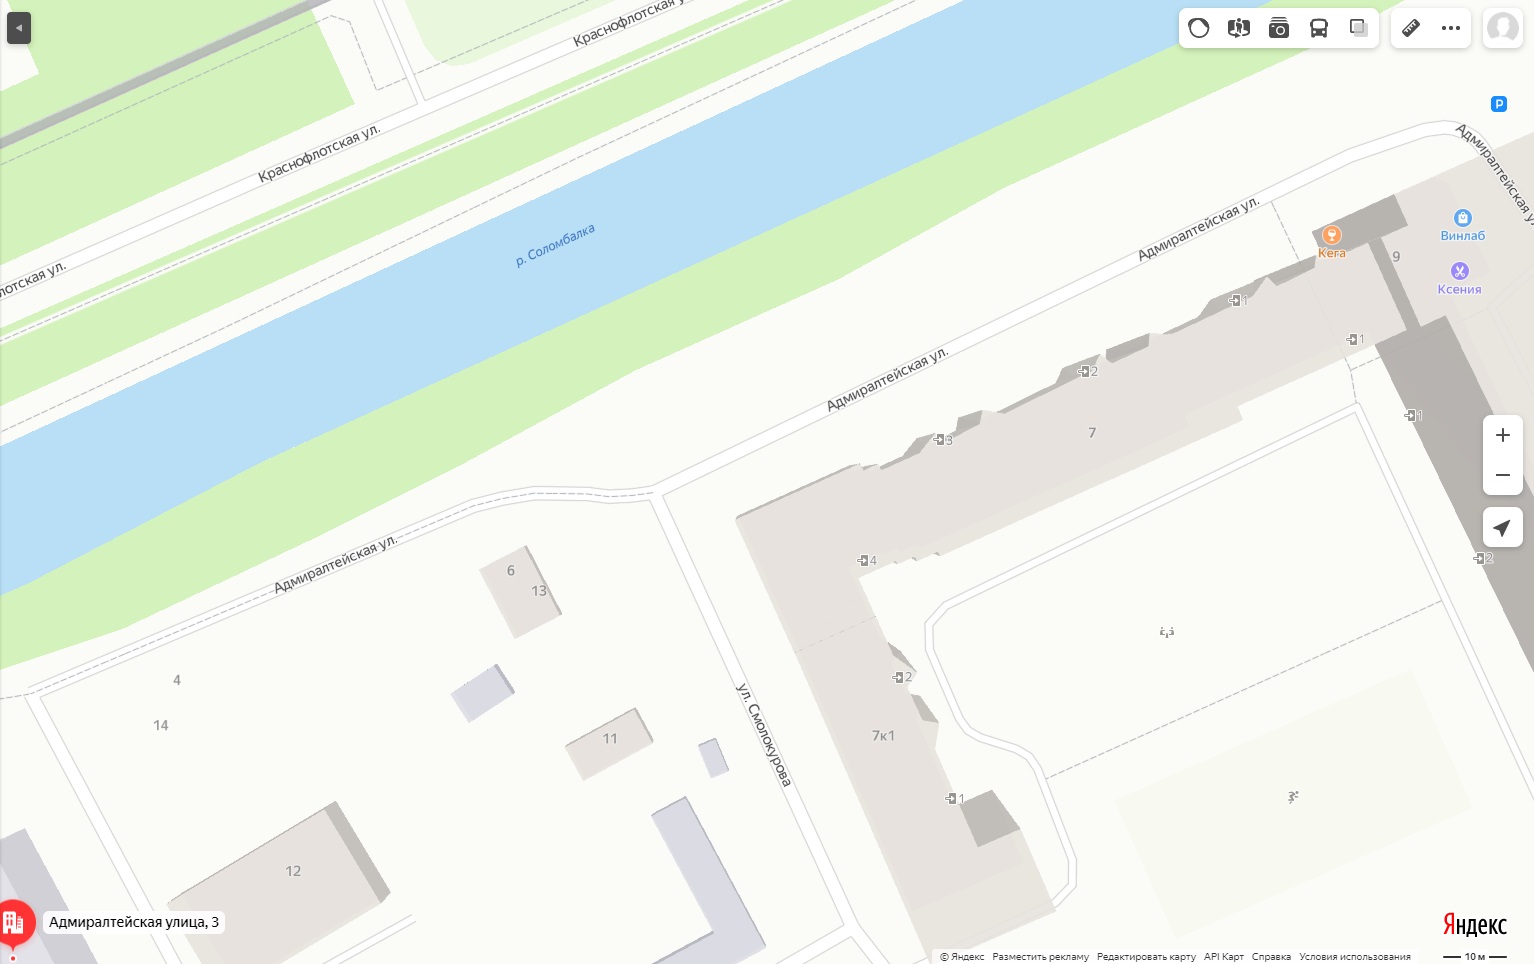 Краснофлотская у
Краснофлотская ул.
лотская ул.
р. Соломбалка
P
Адмиралтейская у
Адмиралтейская ул.
Адмиралтейская ул.
Адмиралтейская ул.
Кега
9
Винлаб
Ксения
1
1
2
1
3
7
2
4
6
13
2
4
14
11
ул. Смолокурова
7к1
1
12
Адмиралтейская улица, 3
Яндекс
© Яндекс Разместить рекламу Редактировать карту API Карт Справка Условия использования
10 м